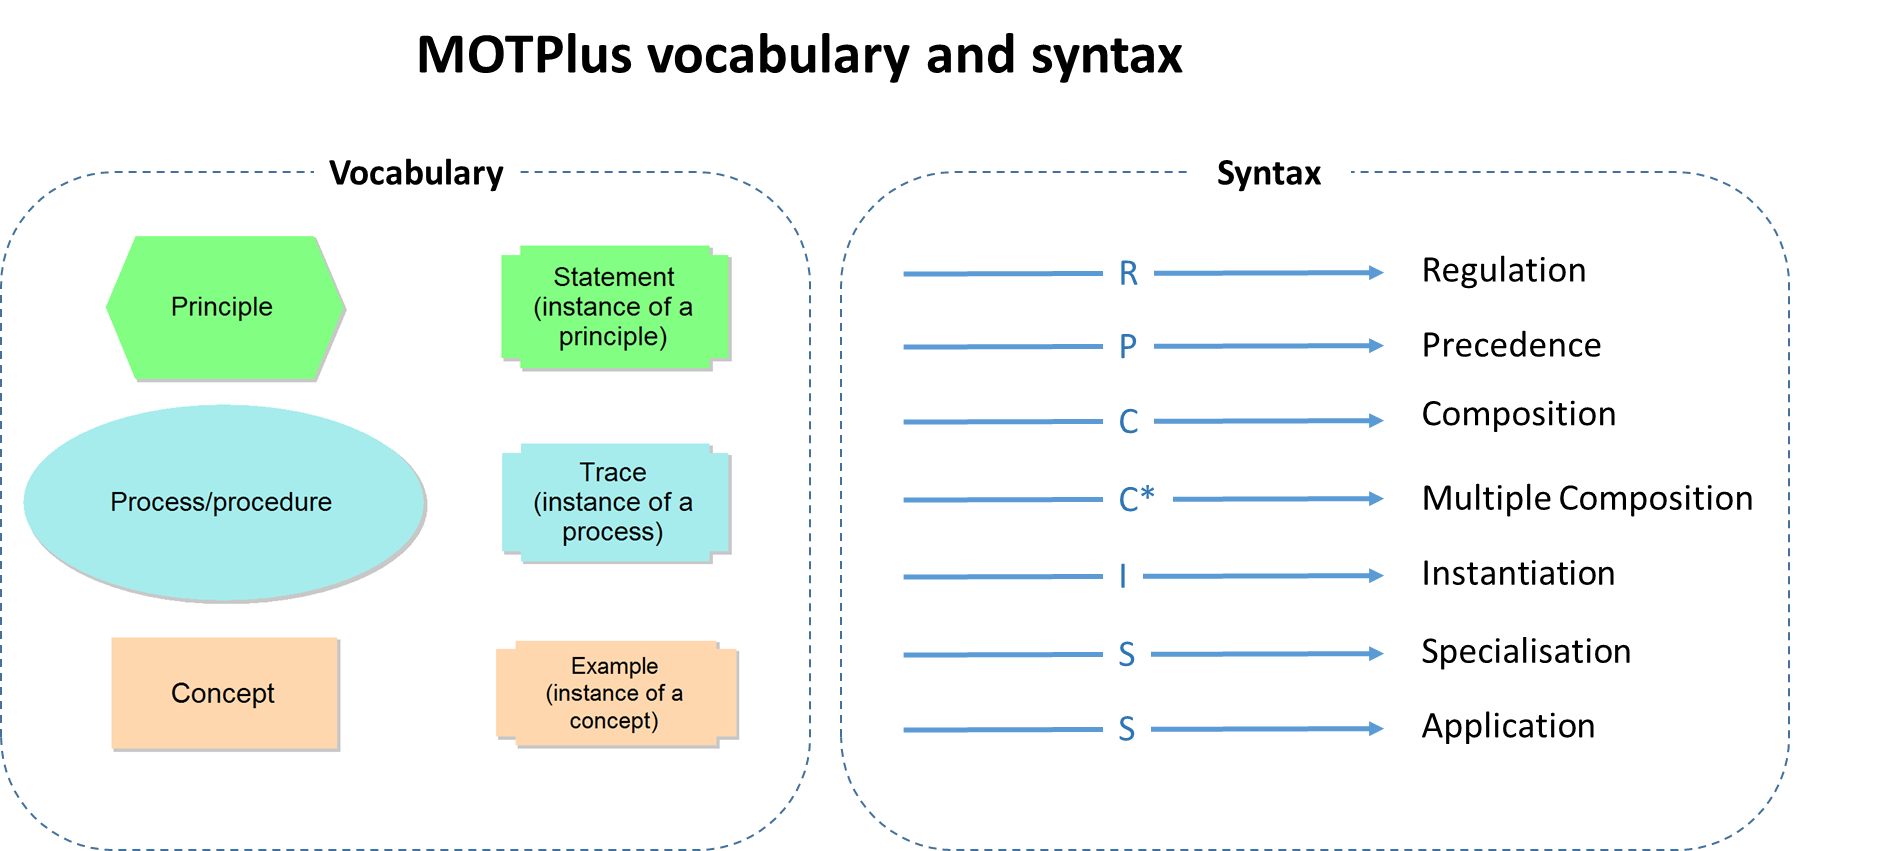 MOTPlus vocabulary and syntax
Vocabulary
Principle
Statement
(instance of a
principle)
Process/procedure
Trace
(instance of a
process)
Concept
Example
(instance of a
concept)
Syntax
R Regulation
P Precedence
C Composition
C* Multiple Composition
I Instantiation
S Specialisation
S Application